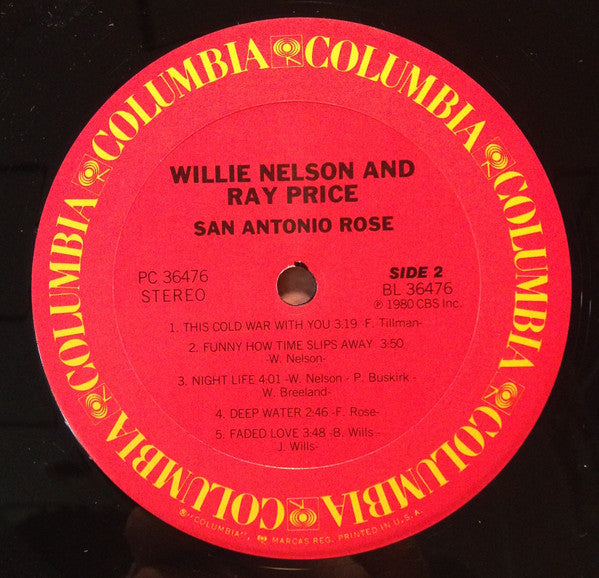 COLUMBIA COLUMBIA COLUMBIA COLUMBIA COLUMBIA COLUMBIA COLUMBIA
WILLIE NELSON AND
RAY PRICE
SAN ANTONIO ROSE
PC 36476
STEREO
SIDE 2
BL 36476
℗ 1980 CBS Inc.
1. THIS COLD WAR WITH YOU 3:19 -F. Tillman-
2. FUNNY HOW TIME SLIPS AWAY 3:50
-W. Nelson-
3. NIGHT LIFE 4:01 -W. Nelson - P. Buskirk -
W. Breeland-
4. DEEP WATER 2:46 -F. Rose-
5. FADED LOVE 3:48 -B. Wills -
J. Wills-
® "COLUMBIA", MARCAS REG. PRINTED IN U.S.A.